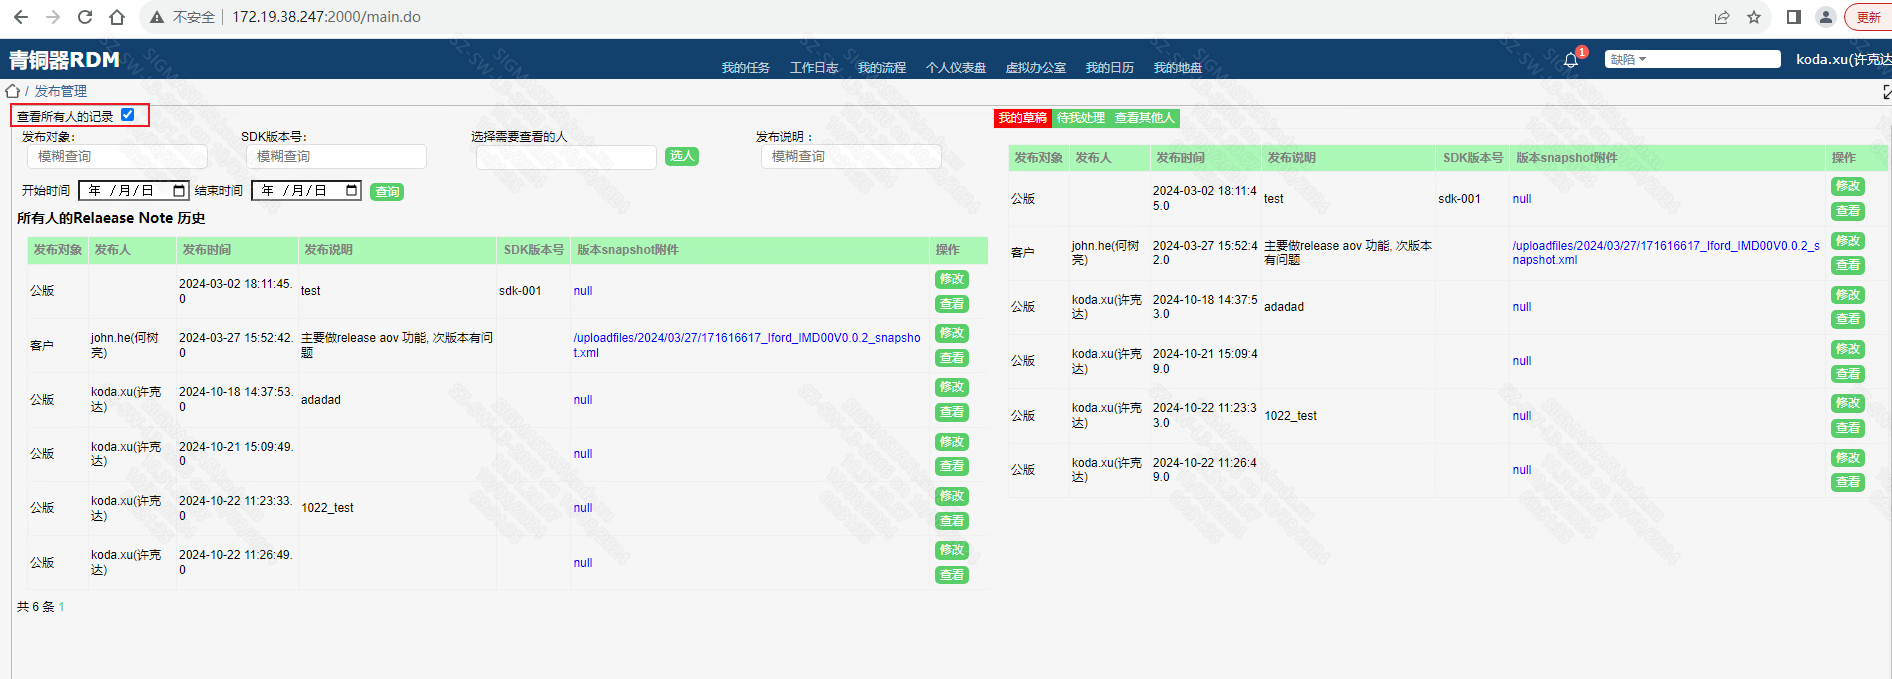 不安全 172.19.38.247:2000/main.do 更新
青铜器RDM 我的任务 工作日志 我的流程 个人仪表盘 虚拟办公室 我的日历 我的地盘 1 缺陷 koda.xu(许克达
/ 发布管理
查看所有人的记录
发布对象: SDK版本号: 选择需要查看的人 发布说明：
模糊查询 模糊查询 选人 模糊查询
开始时间 年 /月/日 结束时间 年 /月/日 查询
所有人的Relaease Note 历史
发布对象 发布人 发布时间 发布说明 SDK版本号 版本snapshot附件 操作
公版 2024-03-02 18:11:45.0 test sdk-001 null 修改 查看
客户 john.he(何树亮) 2024-03-27 15:52:42.0 主要做release aov 功能, 次版本有问题 /uploadfiles/2024/03/27/171616617_Iford_IMD00V0.0.2_snapshot.xml 修改 查看
公版 koda.xu(许克达) 2024-10-18 14:37:53.0 adadad null 修改 查看
公版 koda.xu(许克达) 2024-10-21 15:09:49.0 null 修改 查看
公版 koda.xu(许克达) 2024-10-22 11:23:33.0 1022_test null 修改 查看
公版 koda.xu(许克达) 2024-10-22 11:26:49.0 null 修改 查看
共 6 条 1
我的草稿 待我处理 查看其他人
发布对象 发布人 发布时间 发布说明 SDK版本号 版本snapshot附件 操作
公版 2024-03-02 18:11:45.0 test sdk-001 null 修改 查看
客户 john.he(何树亮) 2024-03-27 15:52:42.0 主要做release aov 功能, 次版本有问题 /uploadfiles/2024/03/27/171616617_Iford_IMD00V0.0.2_snapshot.xml 修改 查看
公版 koda.xu(许克达) 2024-10-18 14:37:53.0 adadad null 修改 查看
公版 koda.xu(许克达) 2024-10-21 15:09:49.0 null 修改 查看
公版 koda.xu(许克达) 2024-10-22 11:23:33.0 1022_test null 修改 查看
公版 koda.xu(许克达) 2024-10-22 11:26:49.0 null 修改 查看